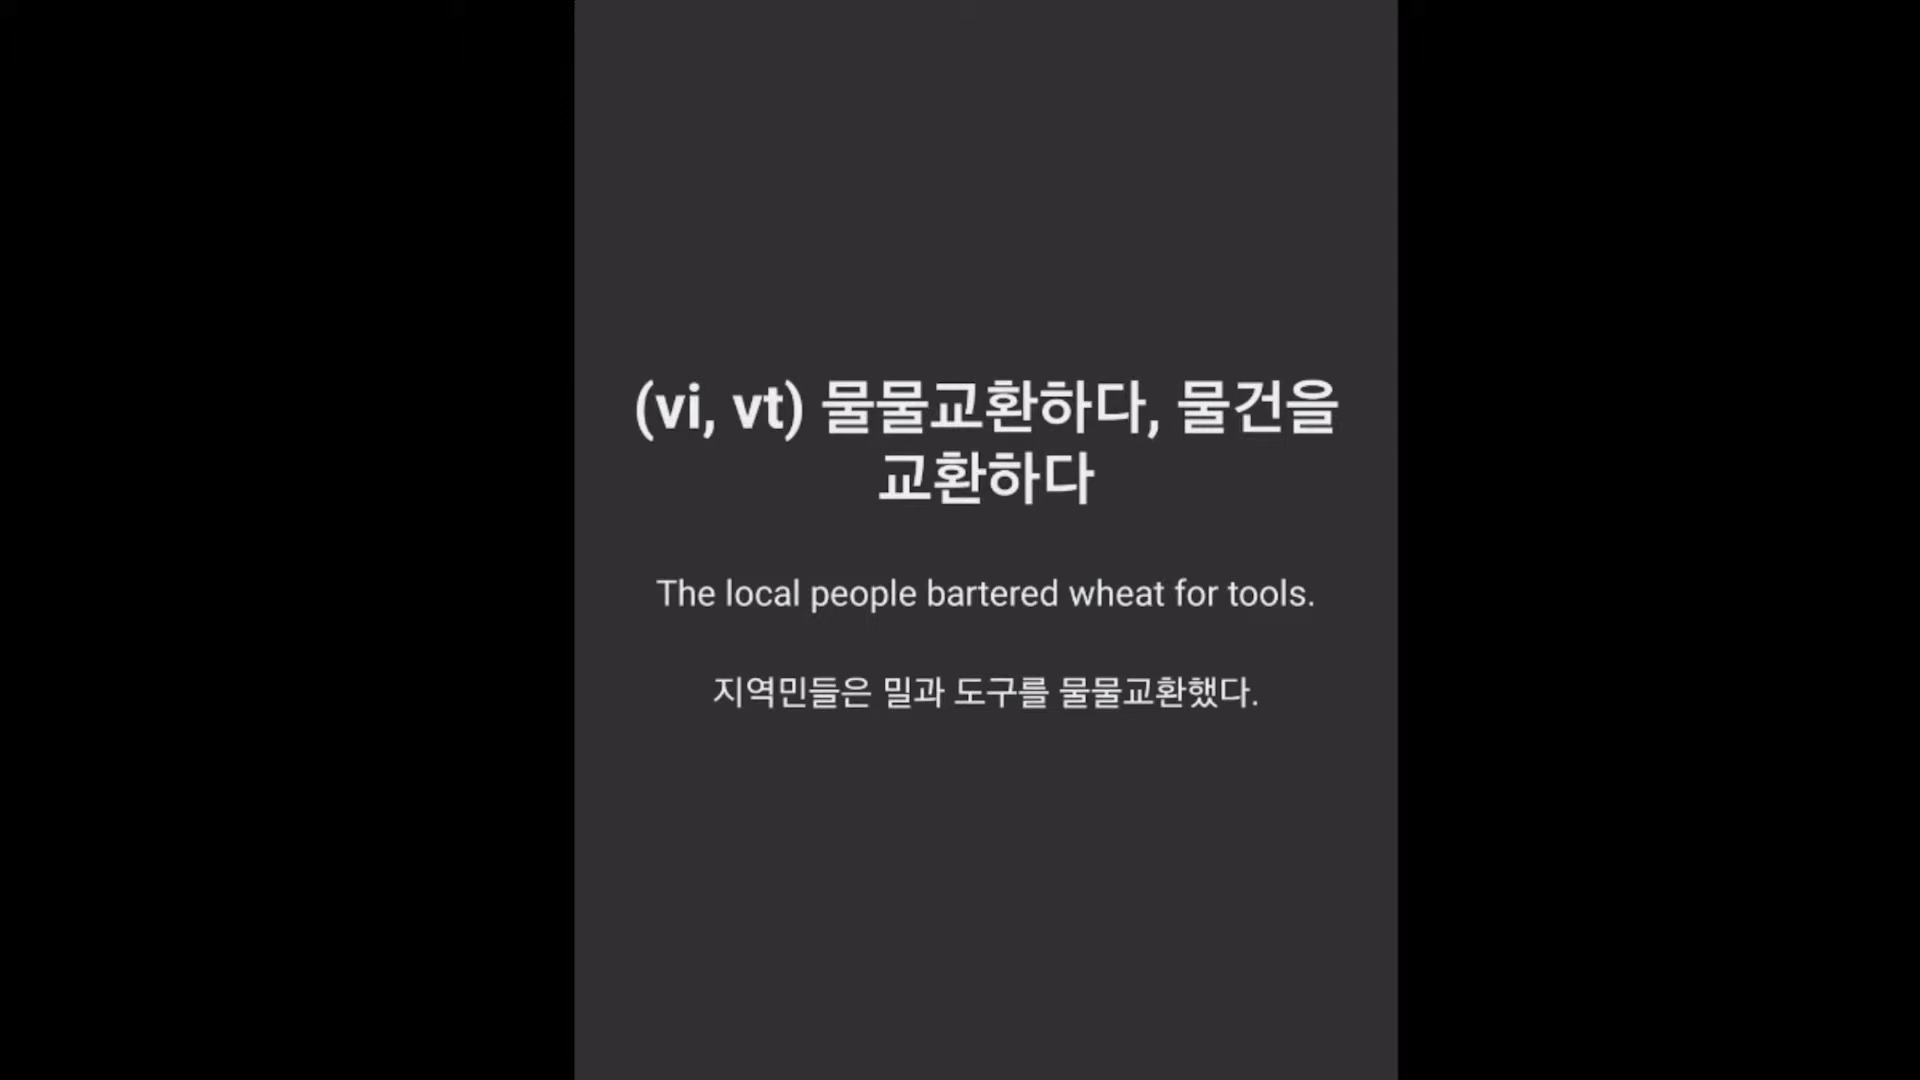 (vi, vt) 물물교환하다, 물건을
교환하다
The local people bartered wheat for tools.
지역민들은 밀과 도구를 물물교환했다.